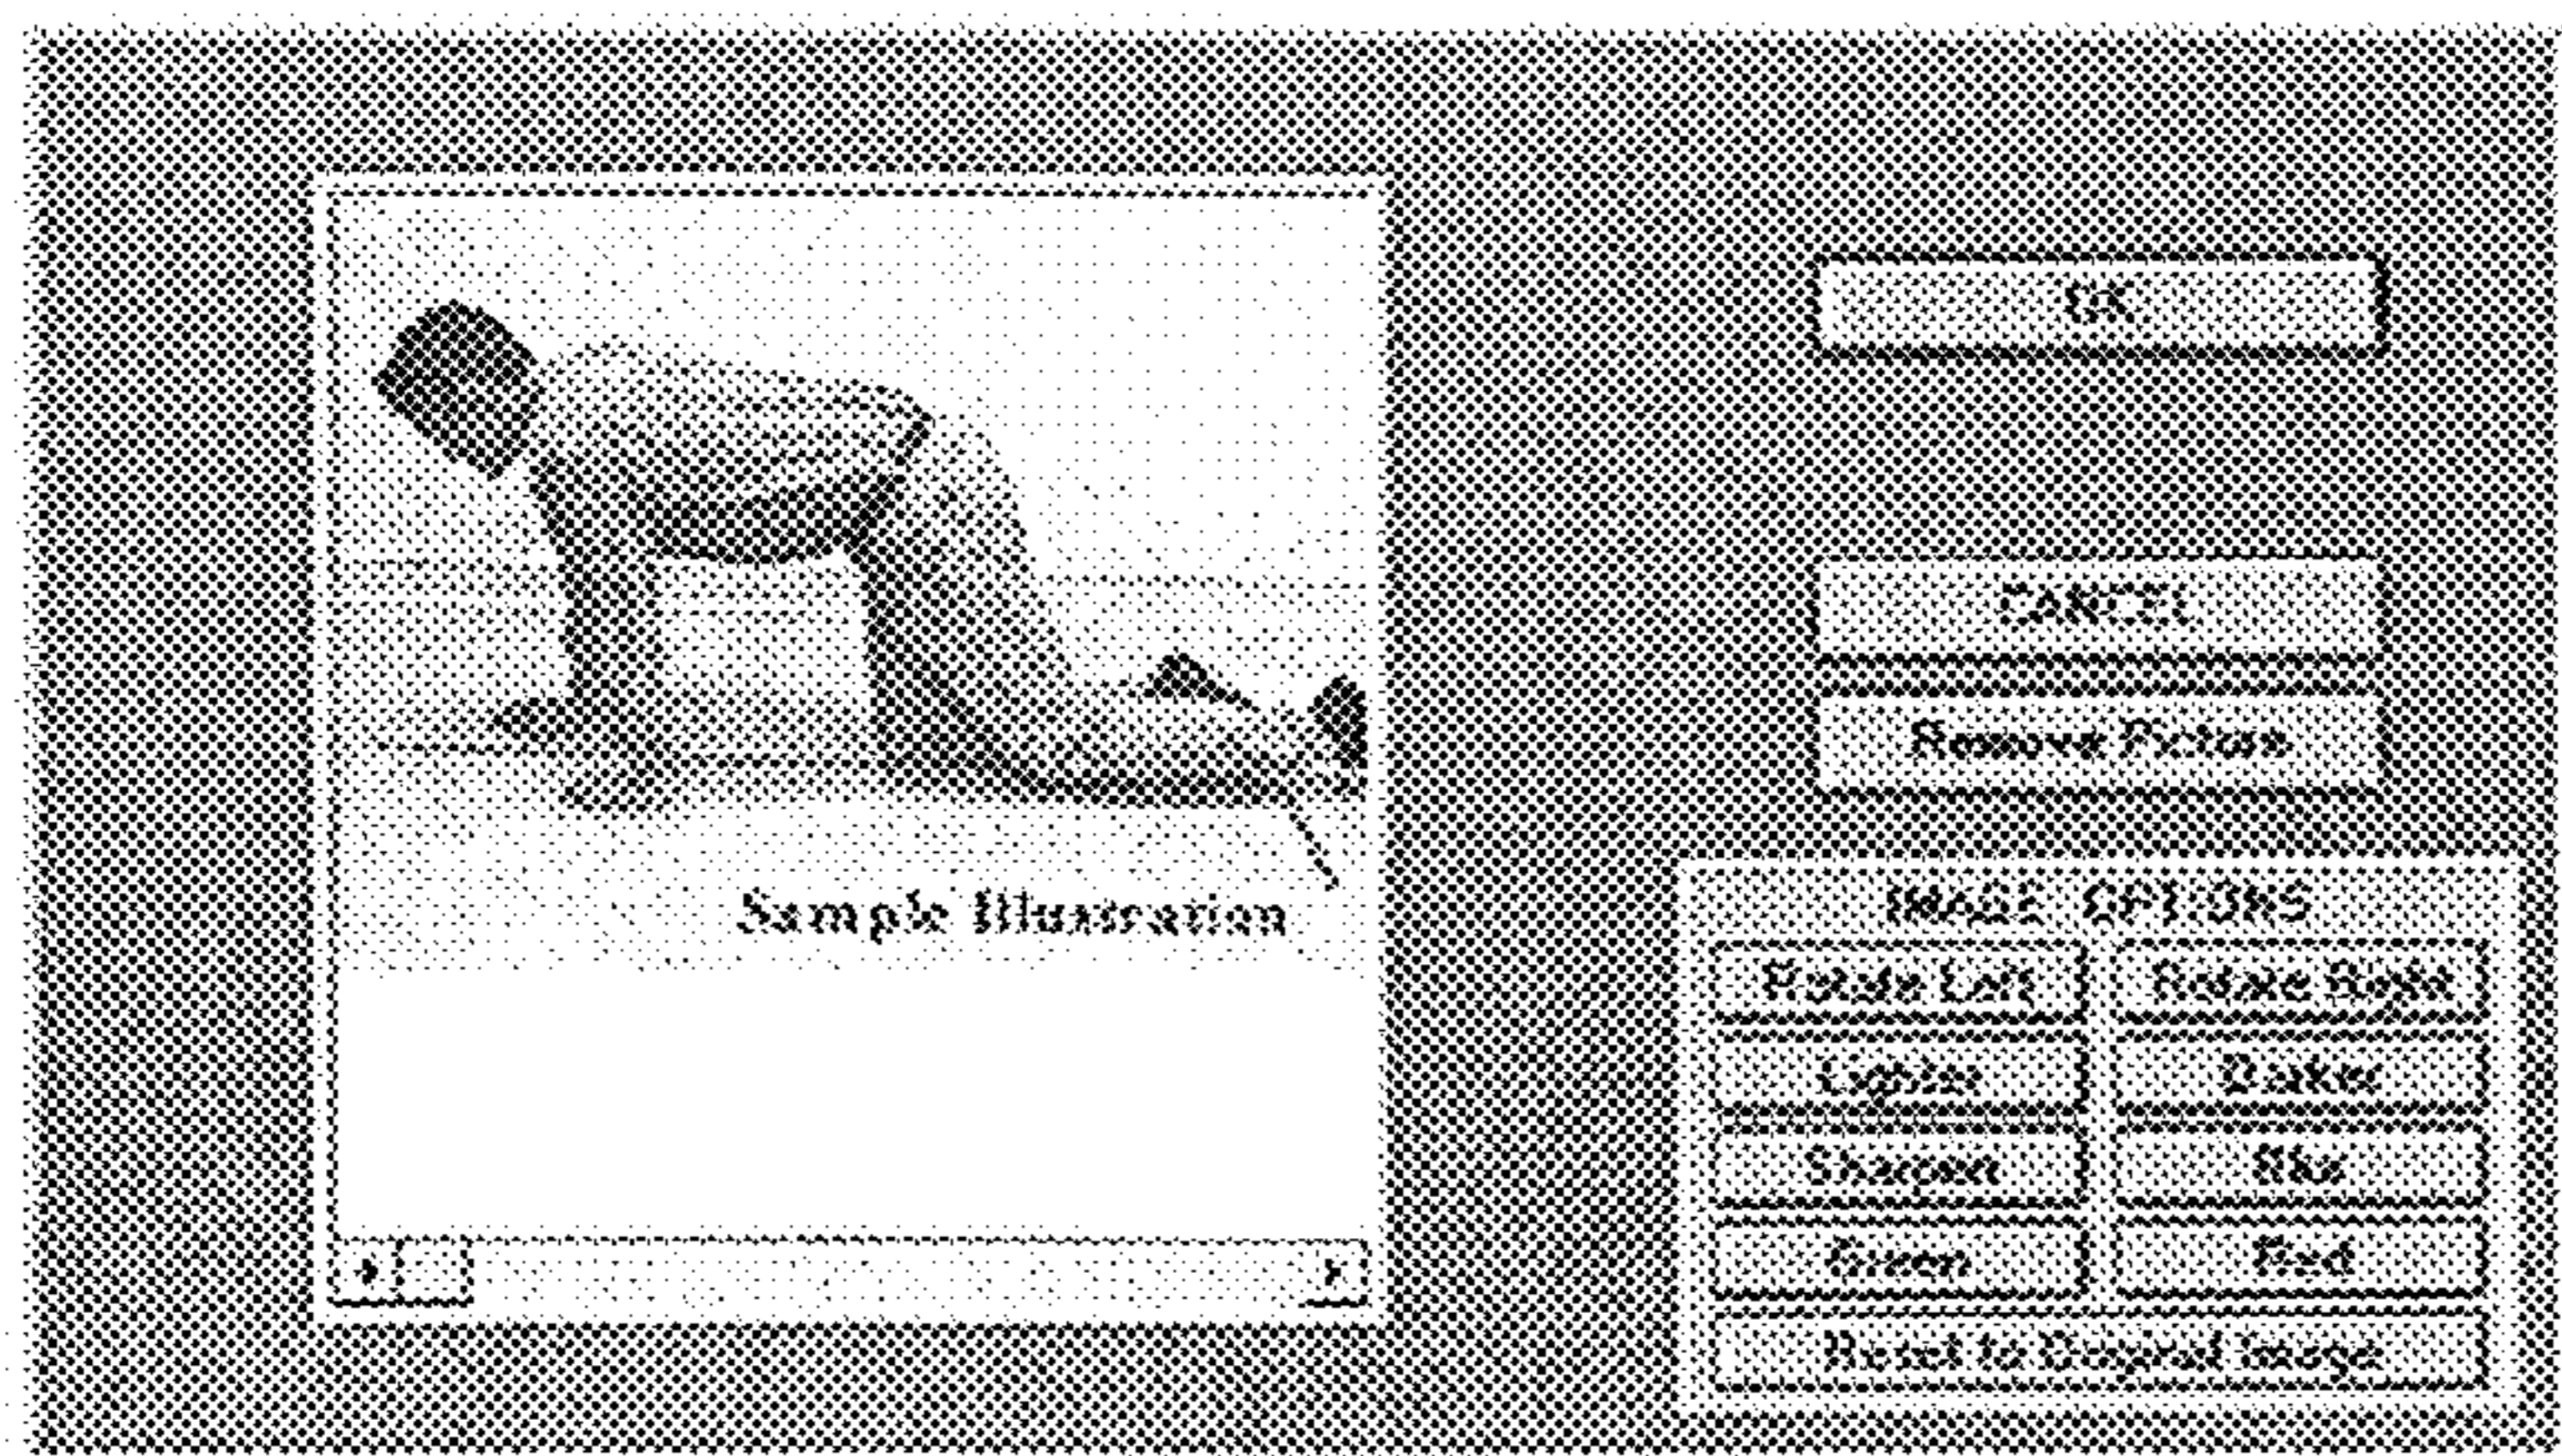 OK
CANCEL
Remove Picture
Sample Illustration
IMAGE OPTIONS
Rotate Left
Rotate Right
Lighter
Darker
Sharpen
Blue
Green
Red
Reset to Original Image